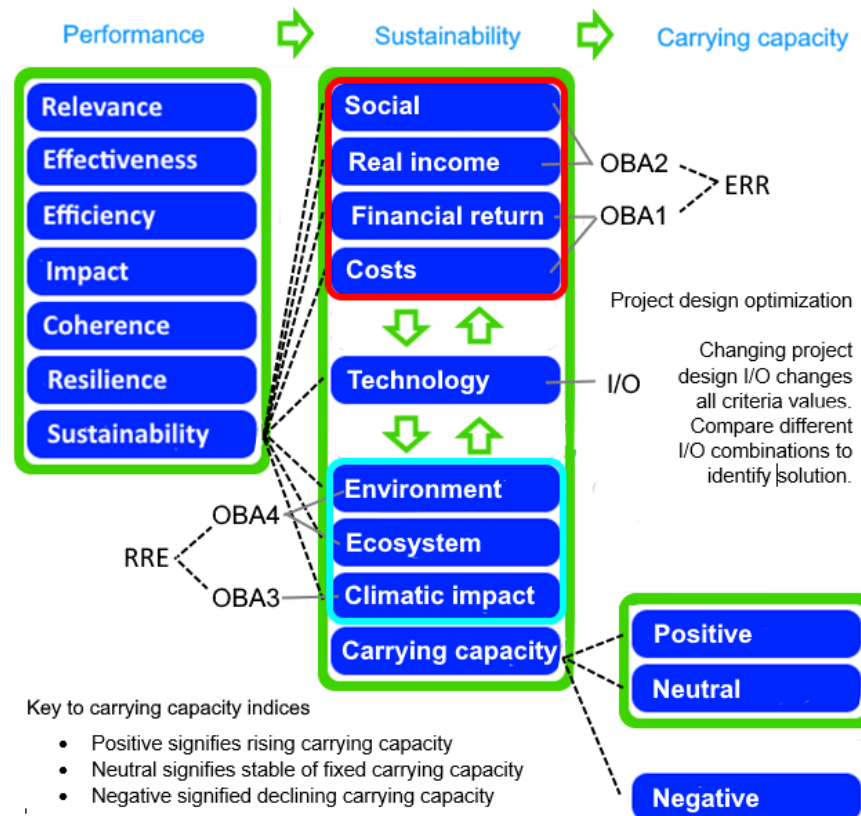 Performance
Sustainability
Carrying capacity
Relevance
Effectiveness
Efficiency
Impact
Coherence
Resilience
Sustainability
Social
Real income
Financial return
Costs
Technology
Environment
Ecosystem
Climatic impact
Carrying capacity
OBA2
OBA1
ERR
I/O
Project design optimization
Changing project
design I/O changes
all criteria values.
Compare different
I/O combinations to
identify solution.
OBA4
RRE
OBA3
Positive
Neutral
Negative
Key to carrying capacity indices
• Positive signifies rising carrying capacity
• Neutral signifies stable of fixed carrying capacity
• Negative signified declining carrying capacity